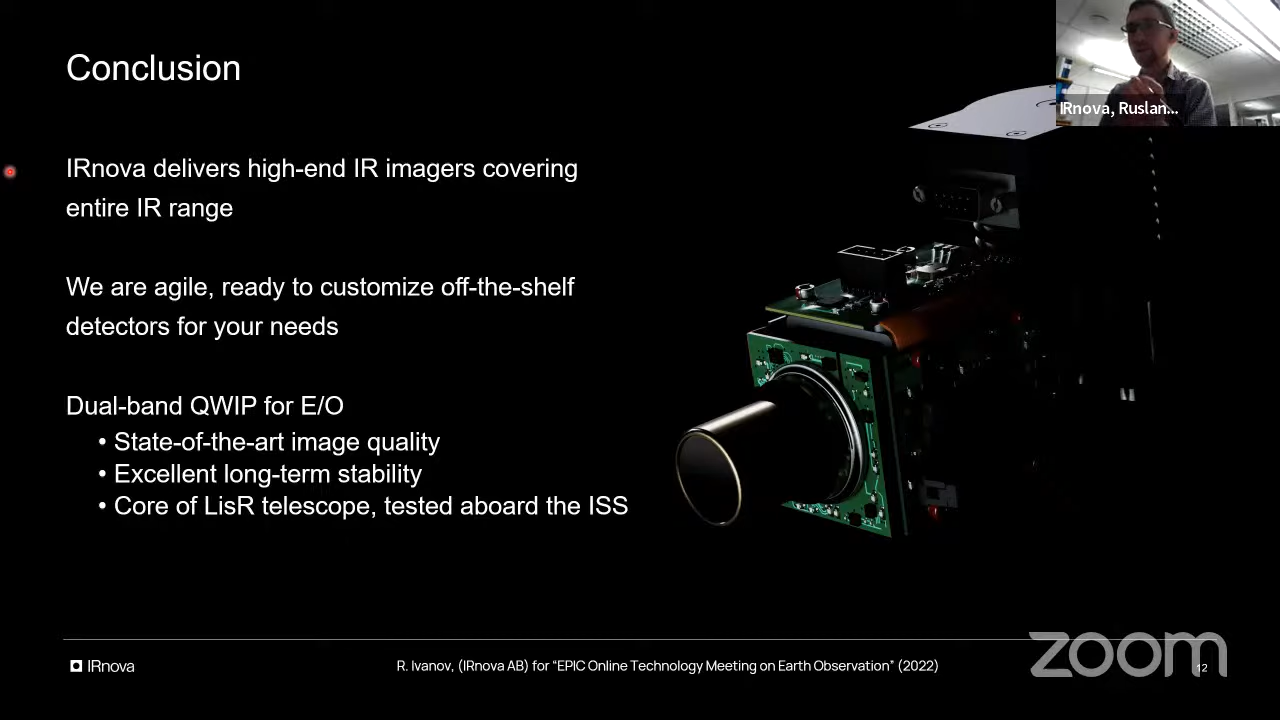 Conclusion
IRnova, Ruslan...
IRnova delivers high-end IR imagers covering
entire IR range
We are agile, ready to customize off-the-shelf
detectors for your needs
Dual-band QWIP for E/O
• State-of-the-art image quality
• Excellent long-term stability
• Core of LisR telescope, tested aboard the ISS
IRnova
R. Ivanov, (IRnova AB) for “EPIC Online Technology Meeting on Earth Observation” (2022)
zoom
12